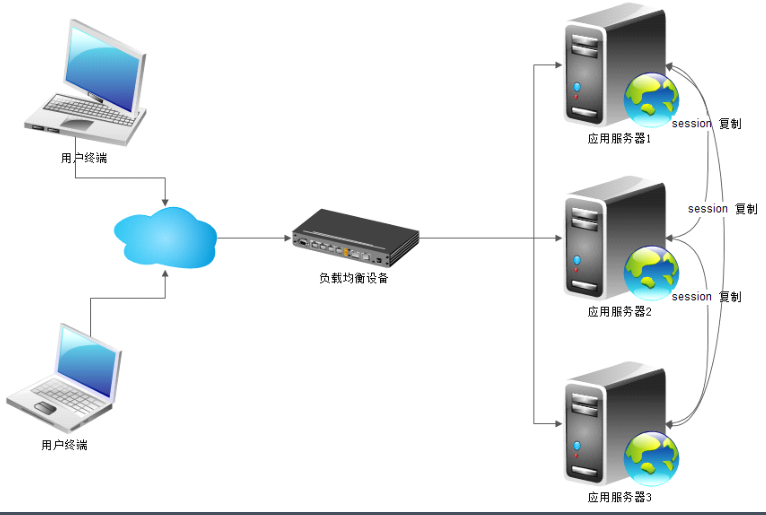 用户终端
用户终端
负载均衡设备
应用服务器1
session 复制
session 复制
应用服务器2
session 复制
应用服务器3